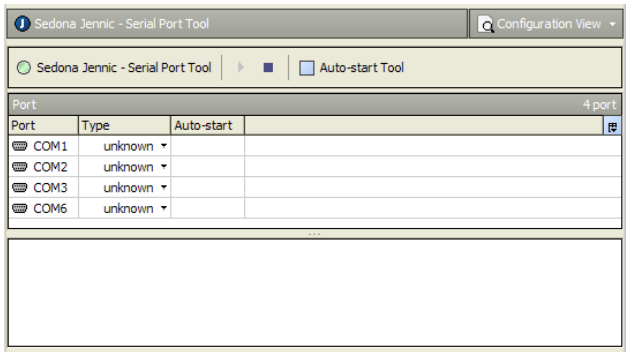 J Sedona Jennic - Serial Port Tool Configuration View
Sedona Jennic - Serial Port Tool Auto-start Tool
Port 4 port
Port Type Auto-start
COM1 unknown
COM2 unknown
COM3 unknown
COM6 unknown